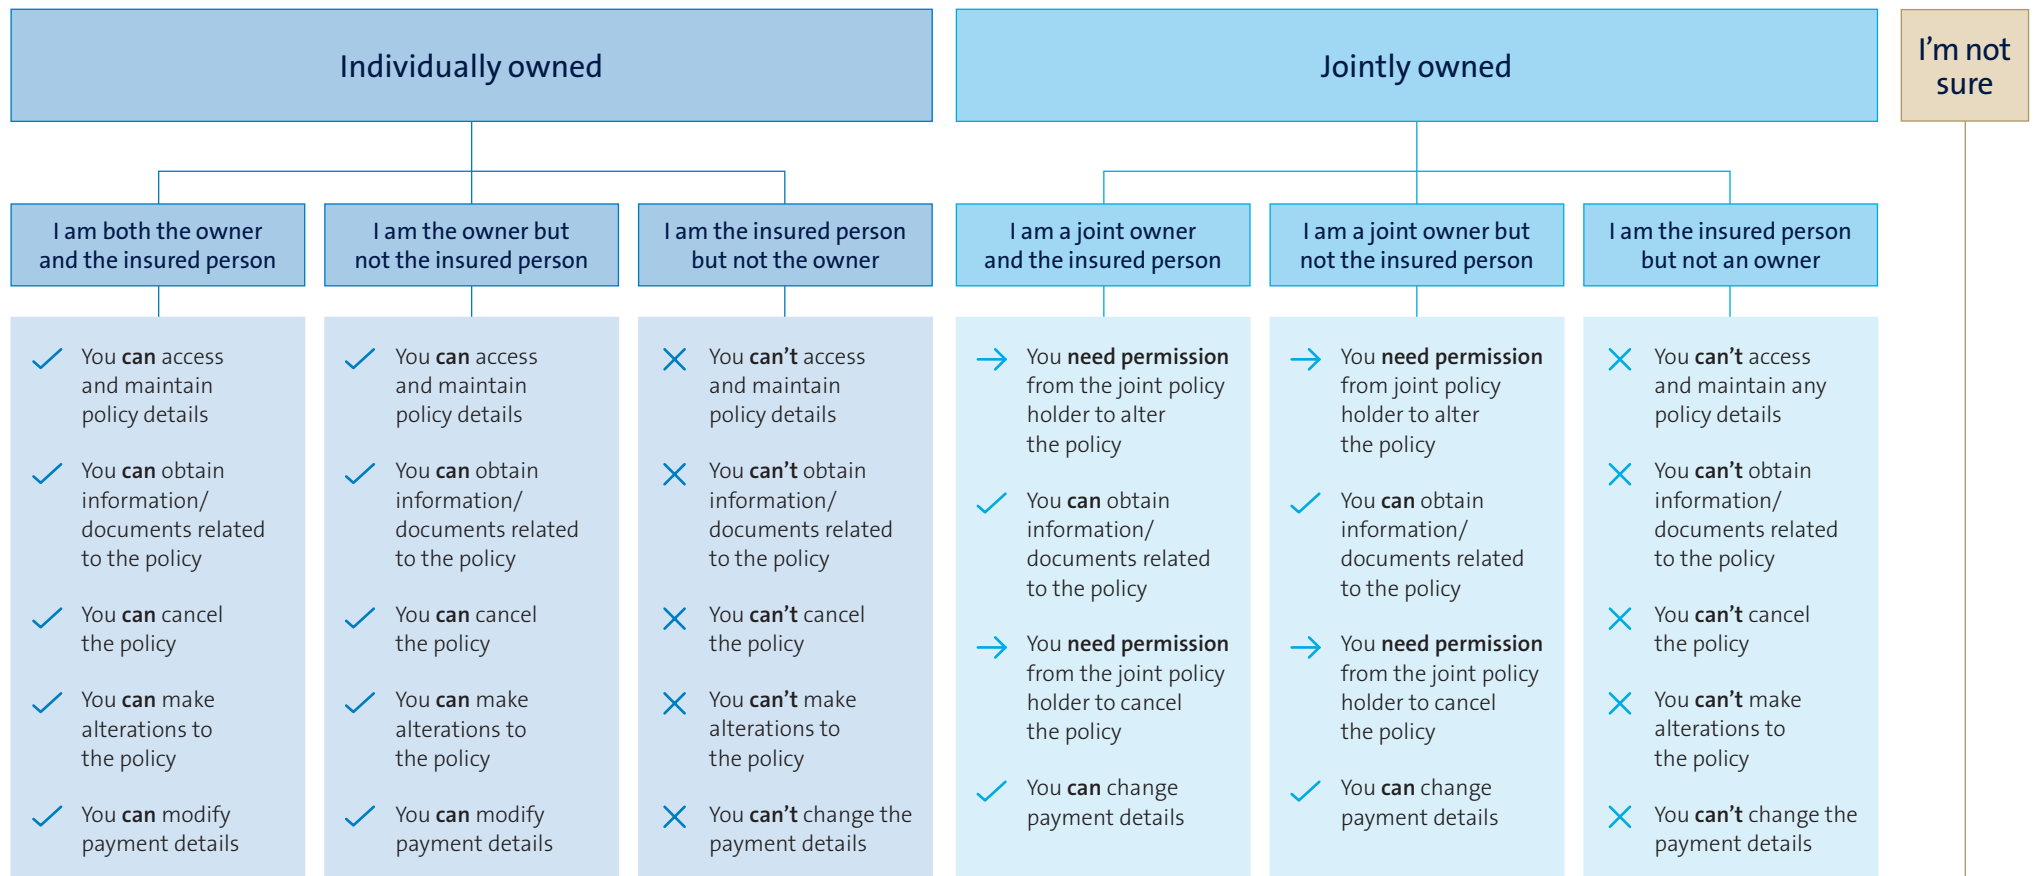 Individually owned
Jointly owned
I'm not
sure
I am both the owner
and the insured person
I am the owner but
not the insured person
I am the insured person
but not the owner
I am a joint owner
and the insured person
I am a joint owner but
not the insured person
I am the insured person
but not an owner
You can access
and maintain
policy details
You can obtain
information/
documents related
to the policy
You can cancel
the policy
You can make
alterations to
the policy
You can modify
payment details
You can access
and maintain
policy details
You can obtain
information/
documents related
to the policy
You can cancel
the policy
You can make
alterations to
the policy
You can modify
payment details
You can't access
and maintain
policy details
You can't obtain
information/
documents related
to the policy
You can't cancel
the policy
You can't make
alterations to
the policy
You can't change the
payment details
You need permission
from the joint policy
holder to alter
the policy
You can obtain
information/
documents related
to the policy
You need permission
from the joint policy
holder to cancel
the policy
You can change
payment details
You need permission
from joint policy
holder to alter
the policy
You can obtain
information/
documents related
to the policy
You need permission
from the joint policy
holder to cancel
the policy
You can change
payment details
You can't access
and maintain any
policy details
You can't obtain
information/
documents related
to the policy
You can't cancel
the policy
You can't make
alterations to
the policy
You can't change the
payment details